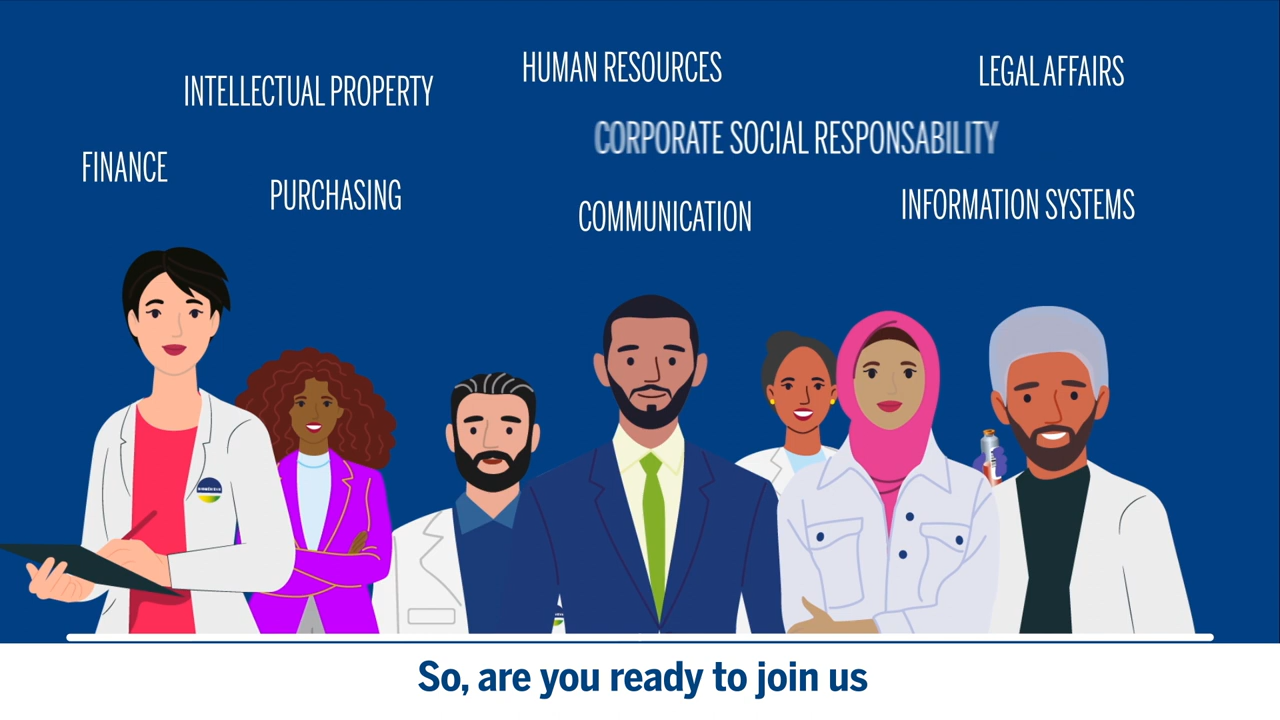 HUMAN RESOURCES
LEGAL AFFAIRS
INTELLECTUAL PROPERTY
CORPORATE SOCIAL RESPONSABILITY
FINANCE
PURCHASING
COMMUNICATION
INFORMATION SYSTEMS
So, are you ready to join us